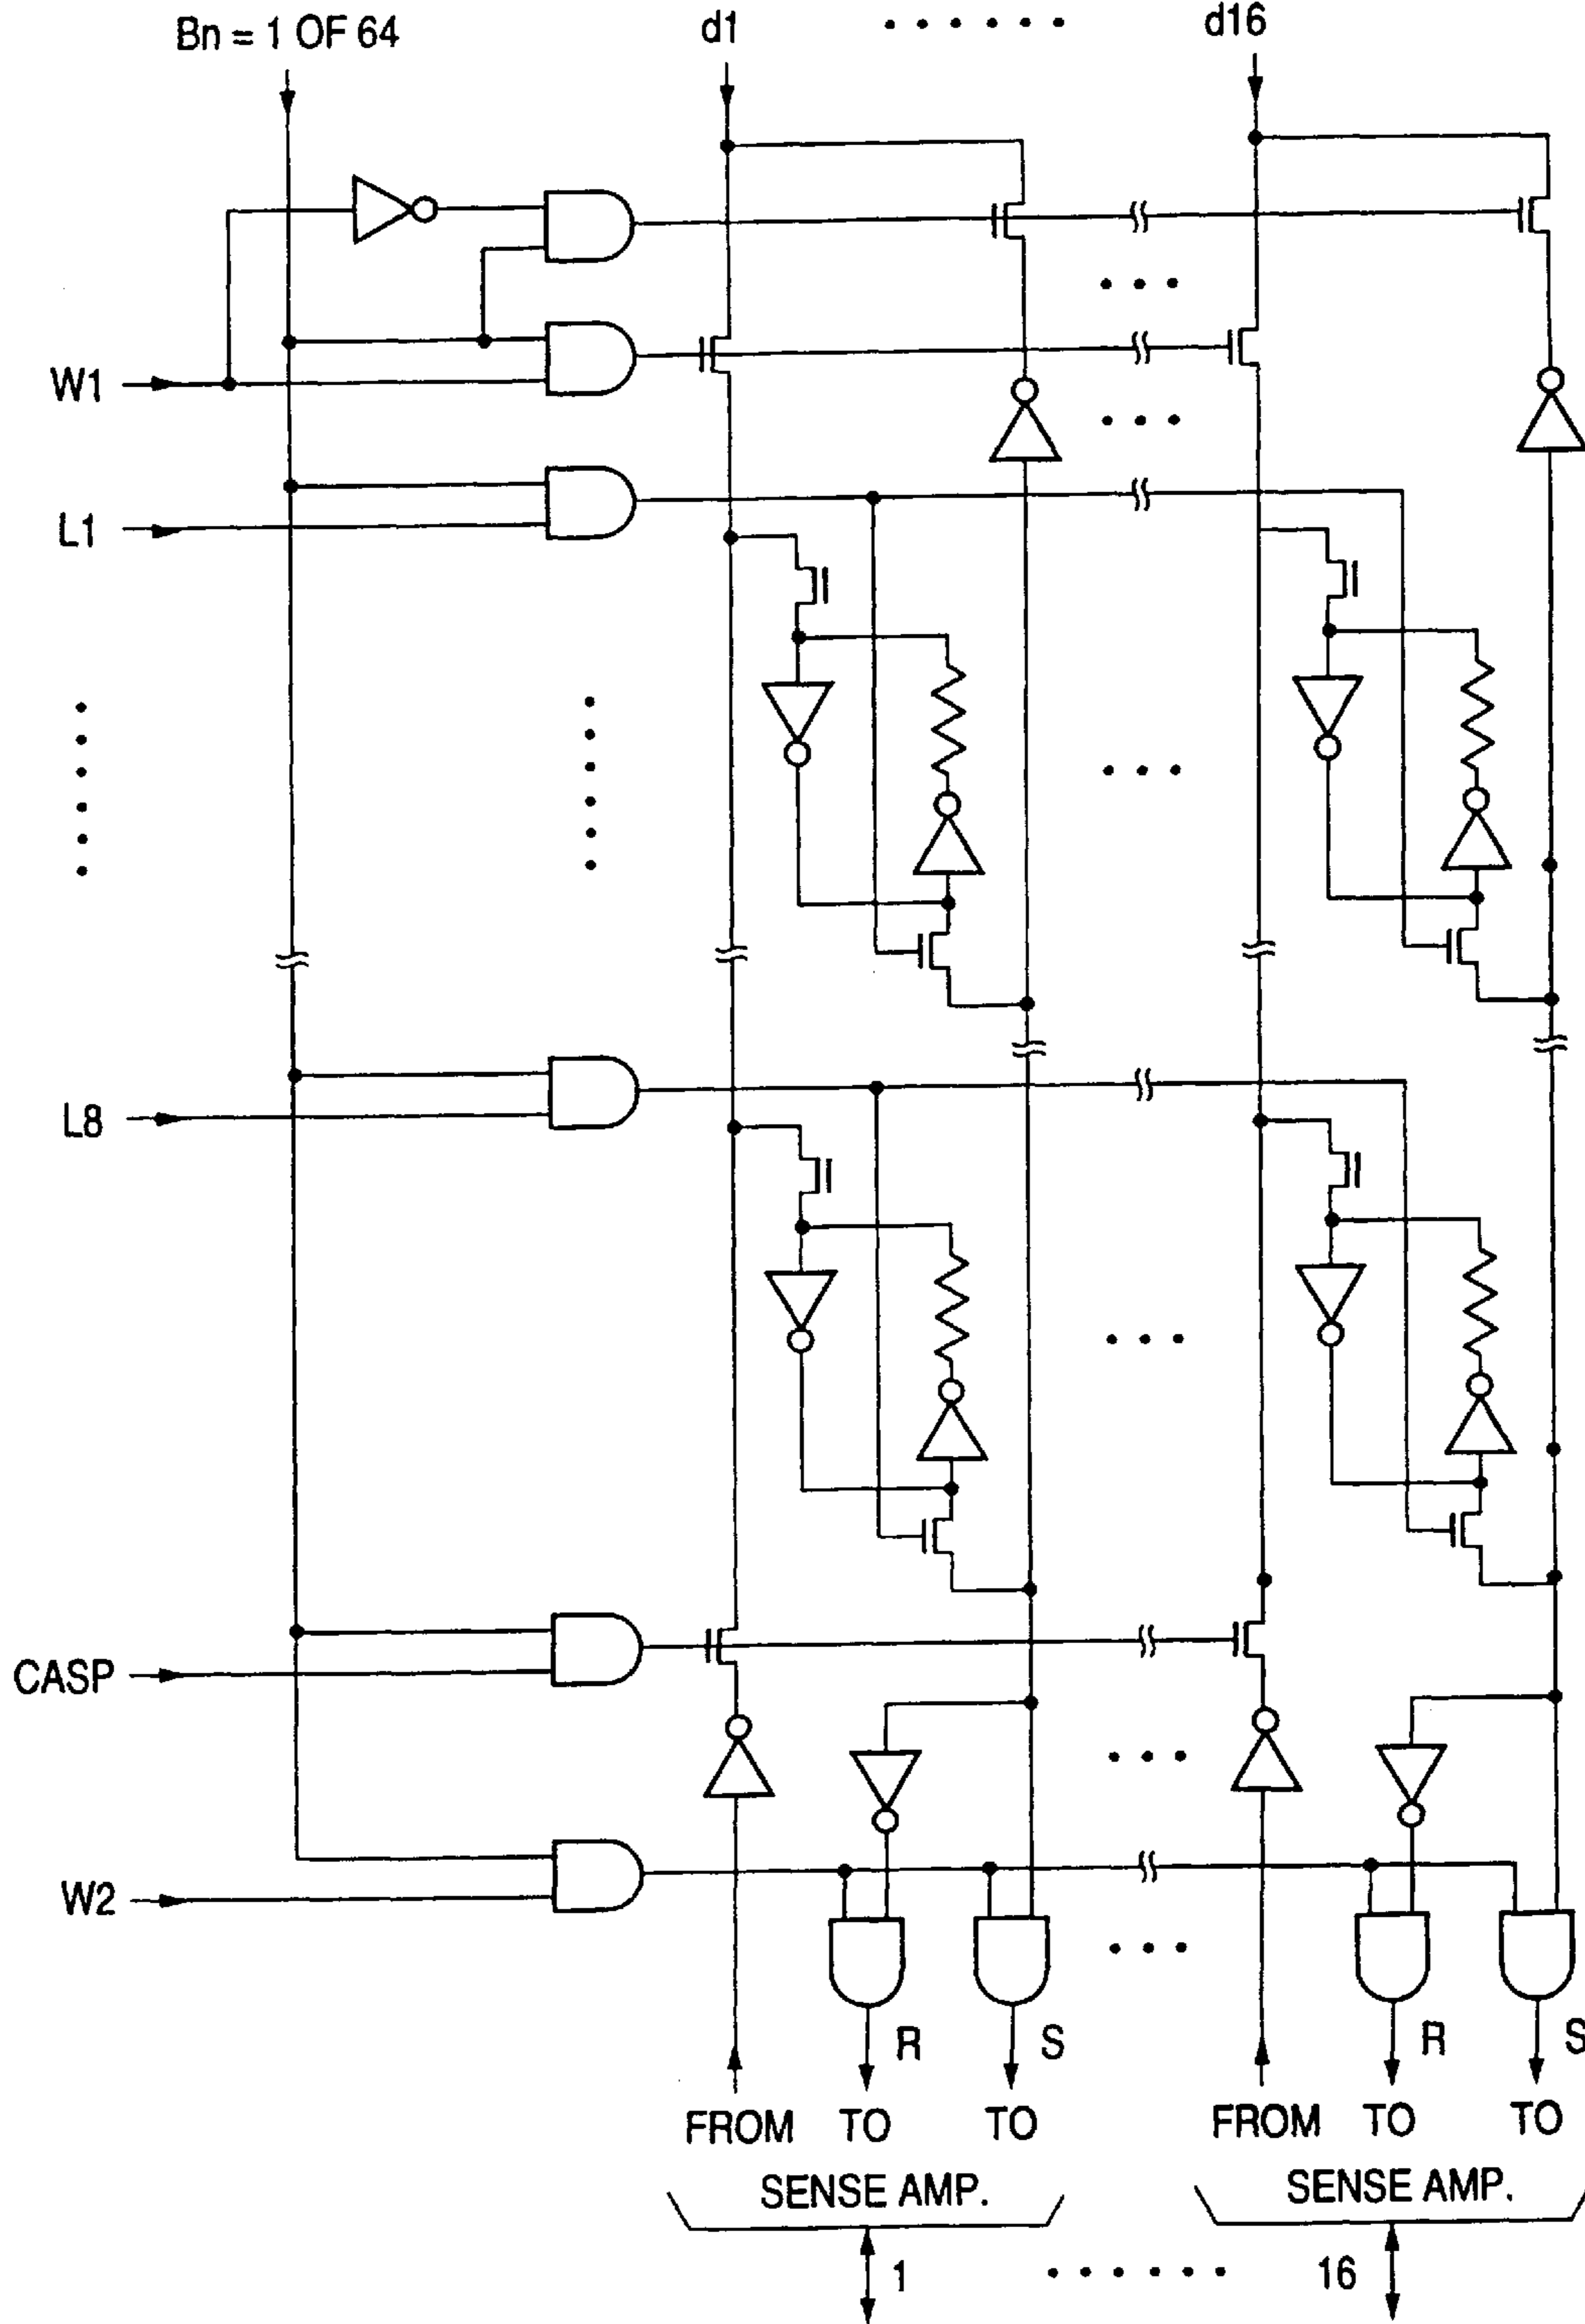 Bn = 1 OF 64
d1
d16
W1
L1
L8
CASP
W2
R
S
R
S
FROM TO TO
FROM TO TO
SENSE AMP.
SENSE AMP.
1
16